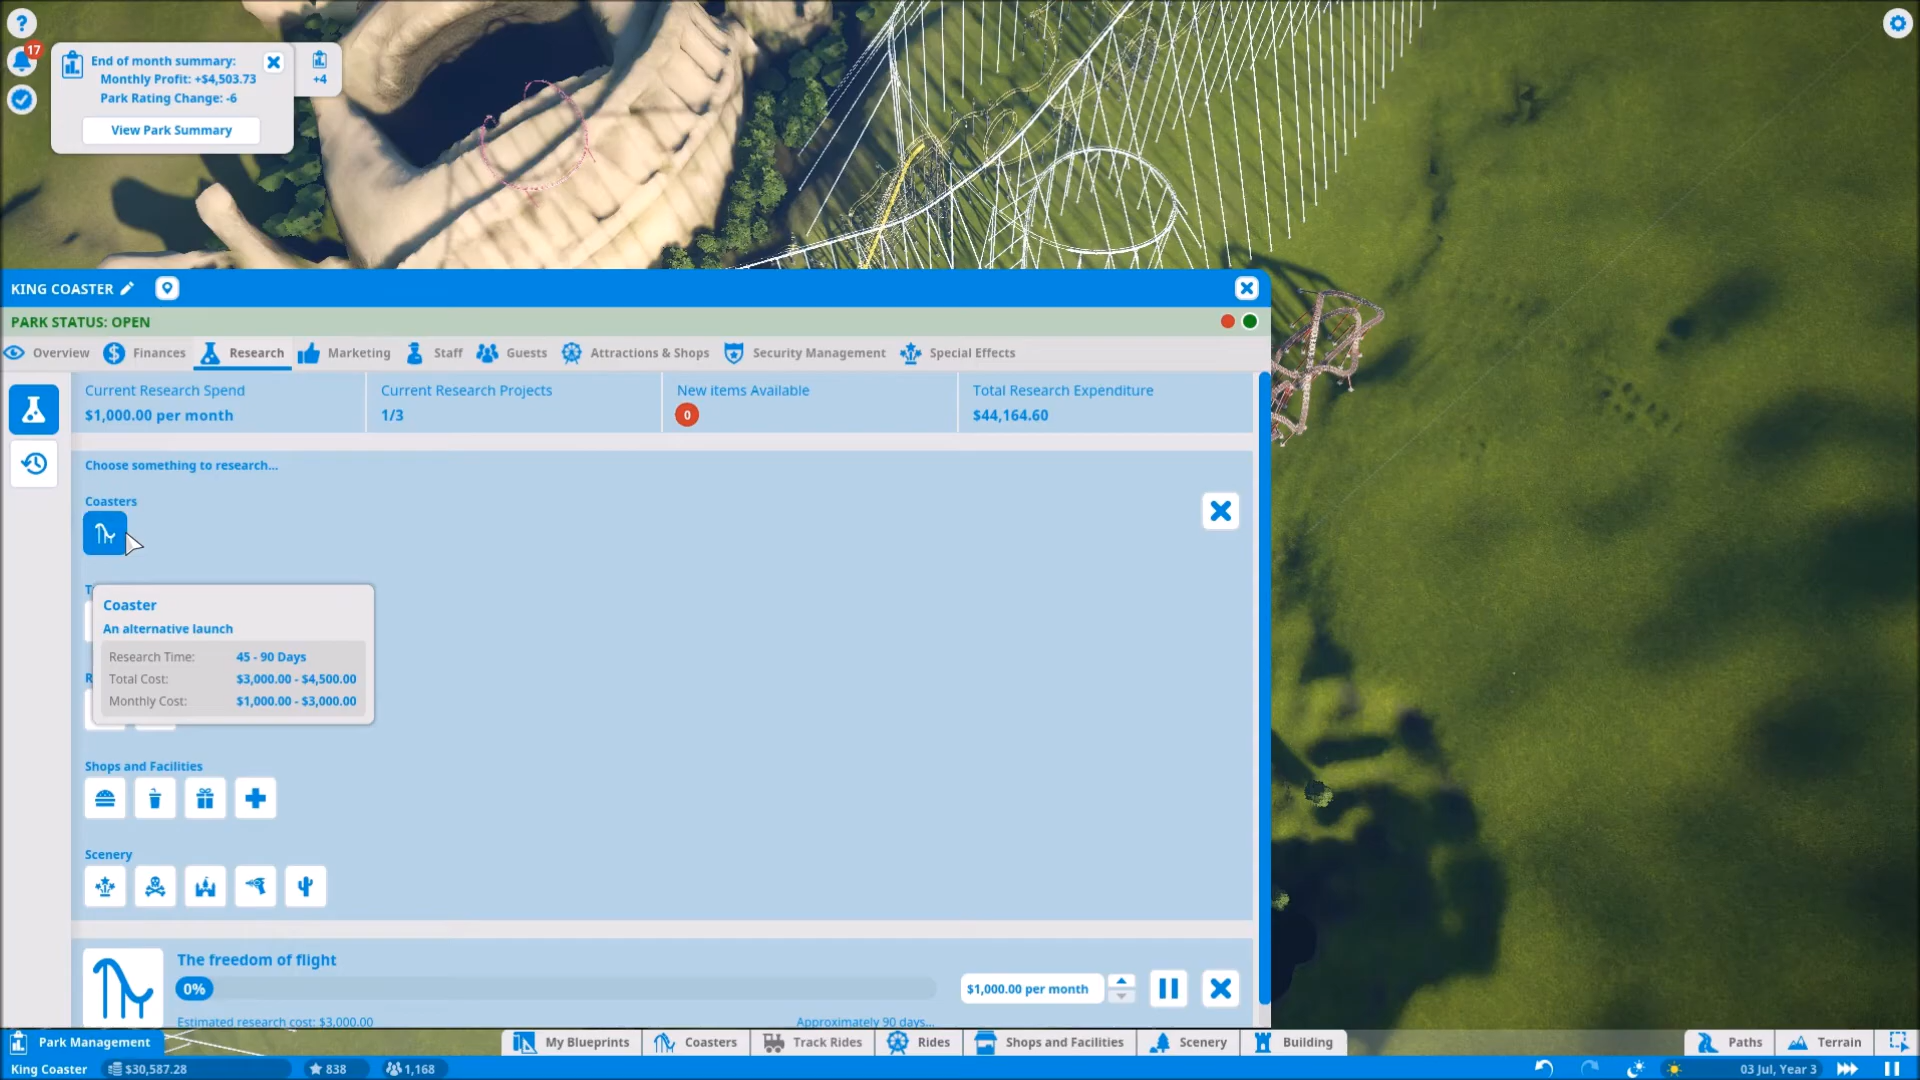 ?
17
End of month summary:
Monthly Profit: +$4,503.73
Park Rating Change: -6
View Park Summary
+4
KING COASTER
PARK STATUS: OPEN
Overview
Finances
Research
Marketing
Staff
Guests
Attractions & Shops
Security Management
Special Effects
Current Research Spend
$1,000.00 per month
Current Research Projects
1/3
New items Available
0
Total Research Expenditure
$44,164.60
Choose something to research...
Coasters
T
Coaster
An alternative launch
Research Time: 45 - 90 Days
Total Cost: $3,000.00 - $4,500.00
Monthly Cost: $1,000.00 - $3,000.00
R
Shops and Facilities
Scenery
The freedom of flight
0%
$1,000.00 per month
Estimated research cost: $3,000.00
Approximately 90 days...
Park Management
My Blueprints
Coasters
Track Rides
Rides
Shops and Facilities
Scenery
Building
Paths
Terrain
King Coaster
$30,587.28
838
1,168
03 Jul, Year 3